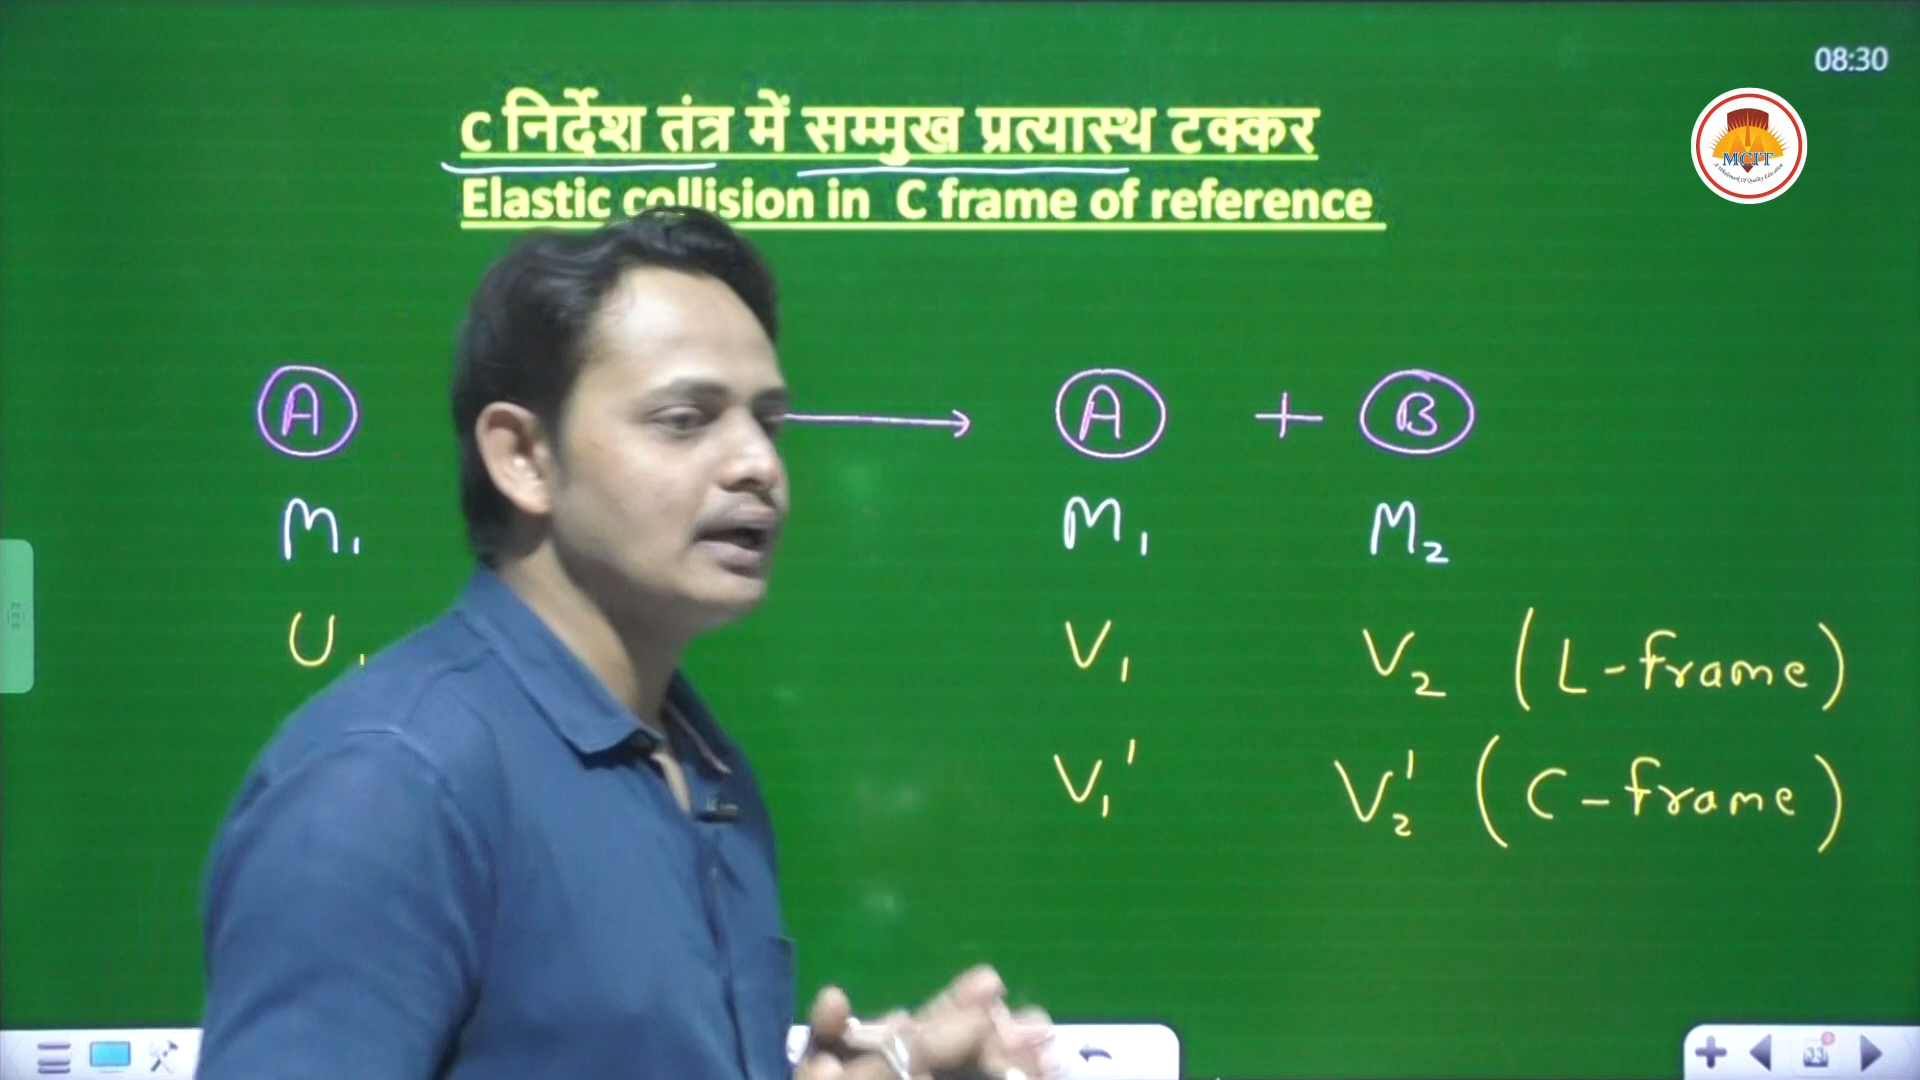 08:30
C निर्देश तंत्र में सम्मुख प्रत्यास्थ टक्कर
MCIT
Elastic collision in C frame of reference
A A + B
M₁ M₁ M₂
U₁ V₁ V₂ (L-frame)
V₁' V₂' (C-frame)